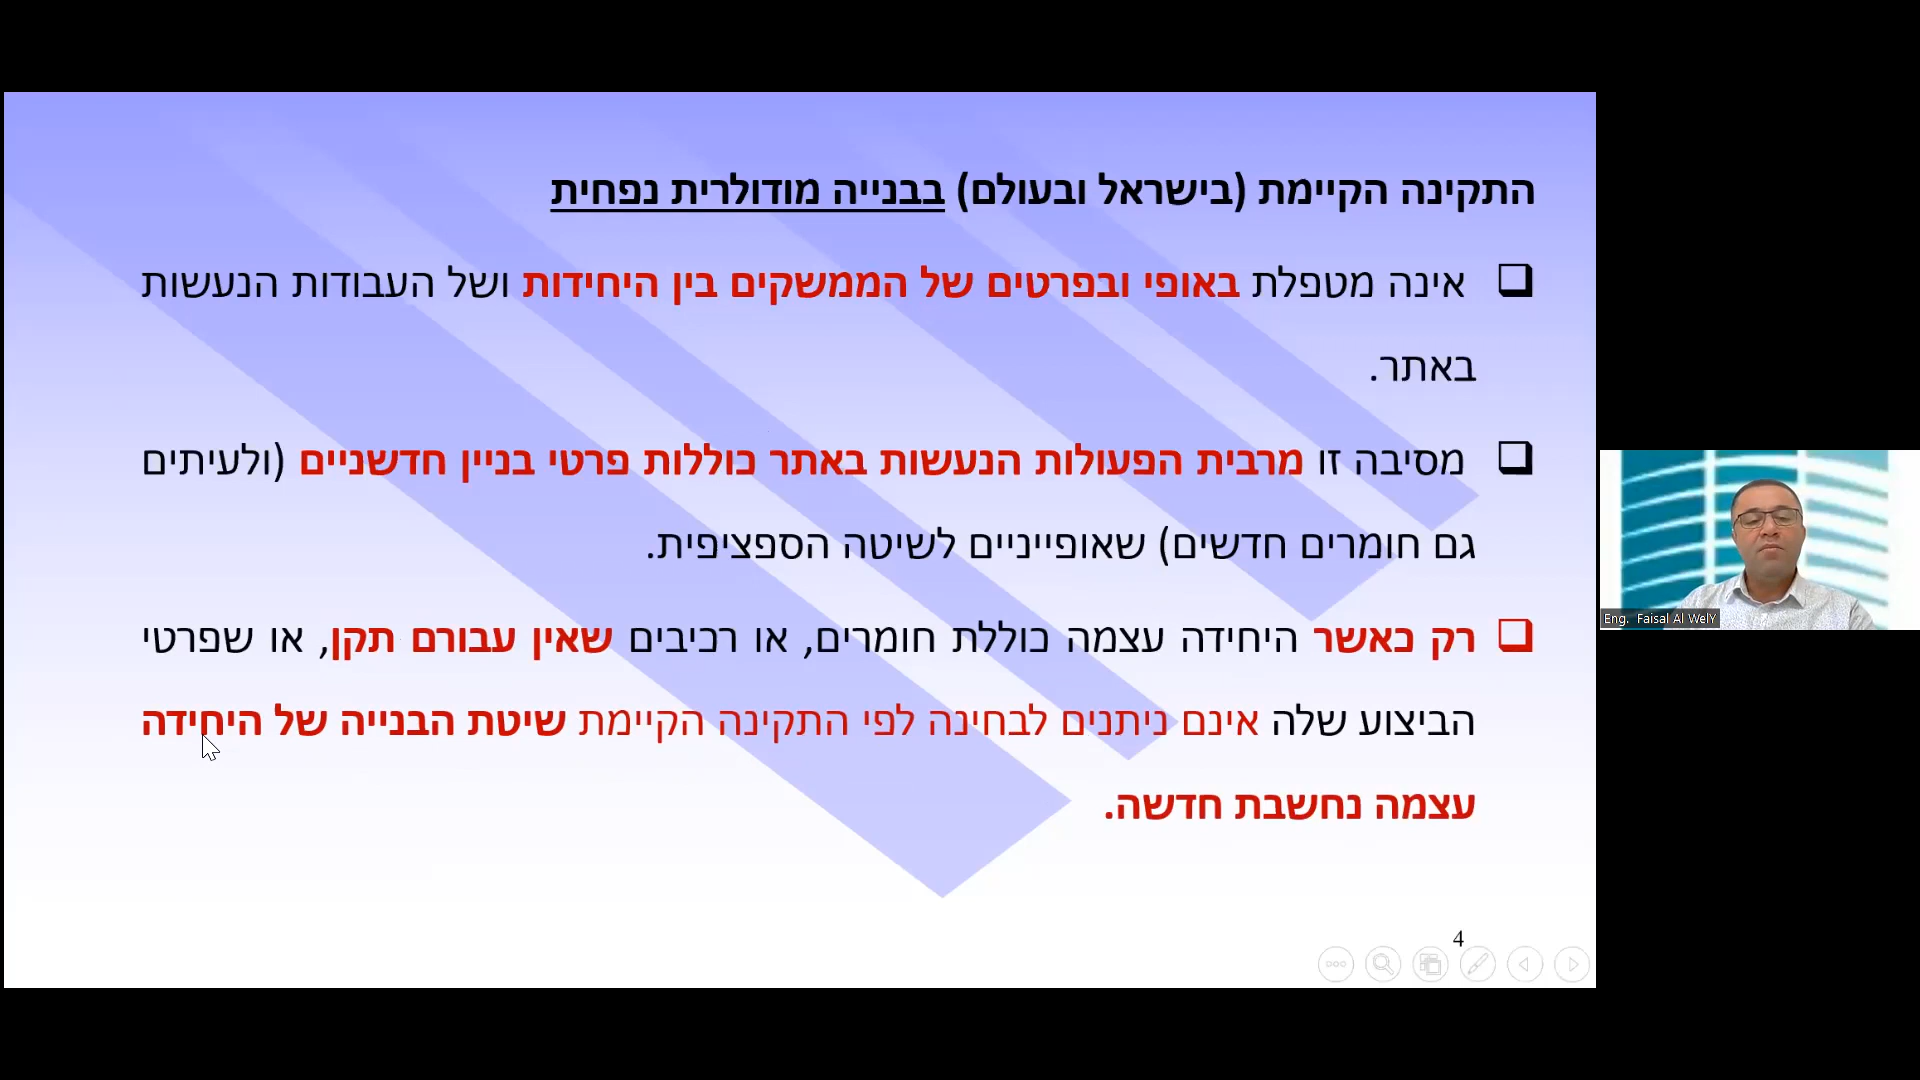 התקינה הקיימת (בישראל ובעולם) בבנייה מודולרית נפחית
אינה מטפלת באופי ובפרטים של הממשקים בין היחידות ושל העבודות הנעשות
באתר.
מסיבה זו מרבית הפעולות הנעשות באתר כוללות פרטי בניין חדשניים (ולעיתים
גם חומרים חדשים) שאופייניים לשיטה הספציפית.
רק כאשר היחידה עצמה כוללת חומרים, או רכיבים שאין עבורם תקן, או שפרטי
הביצוע שלה אינם ניתנים לבחינה לפי התקינה הקיימת שיטת הבנייה של היחידה
עצמה נחשבת חדשה.
4
Eng. Faisal Al WelY